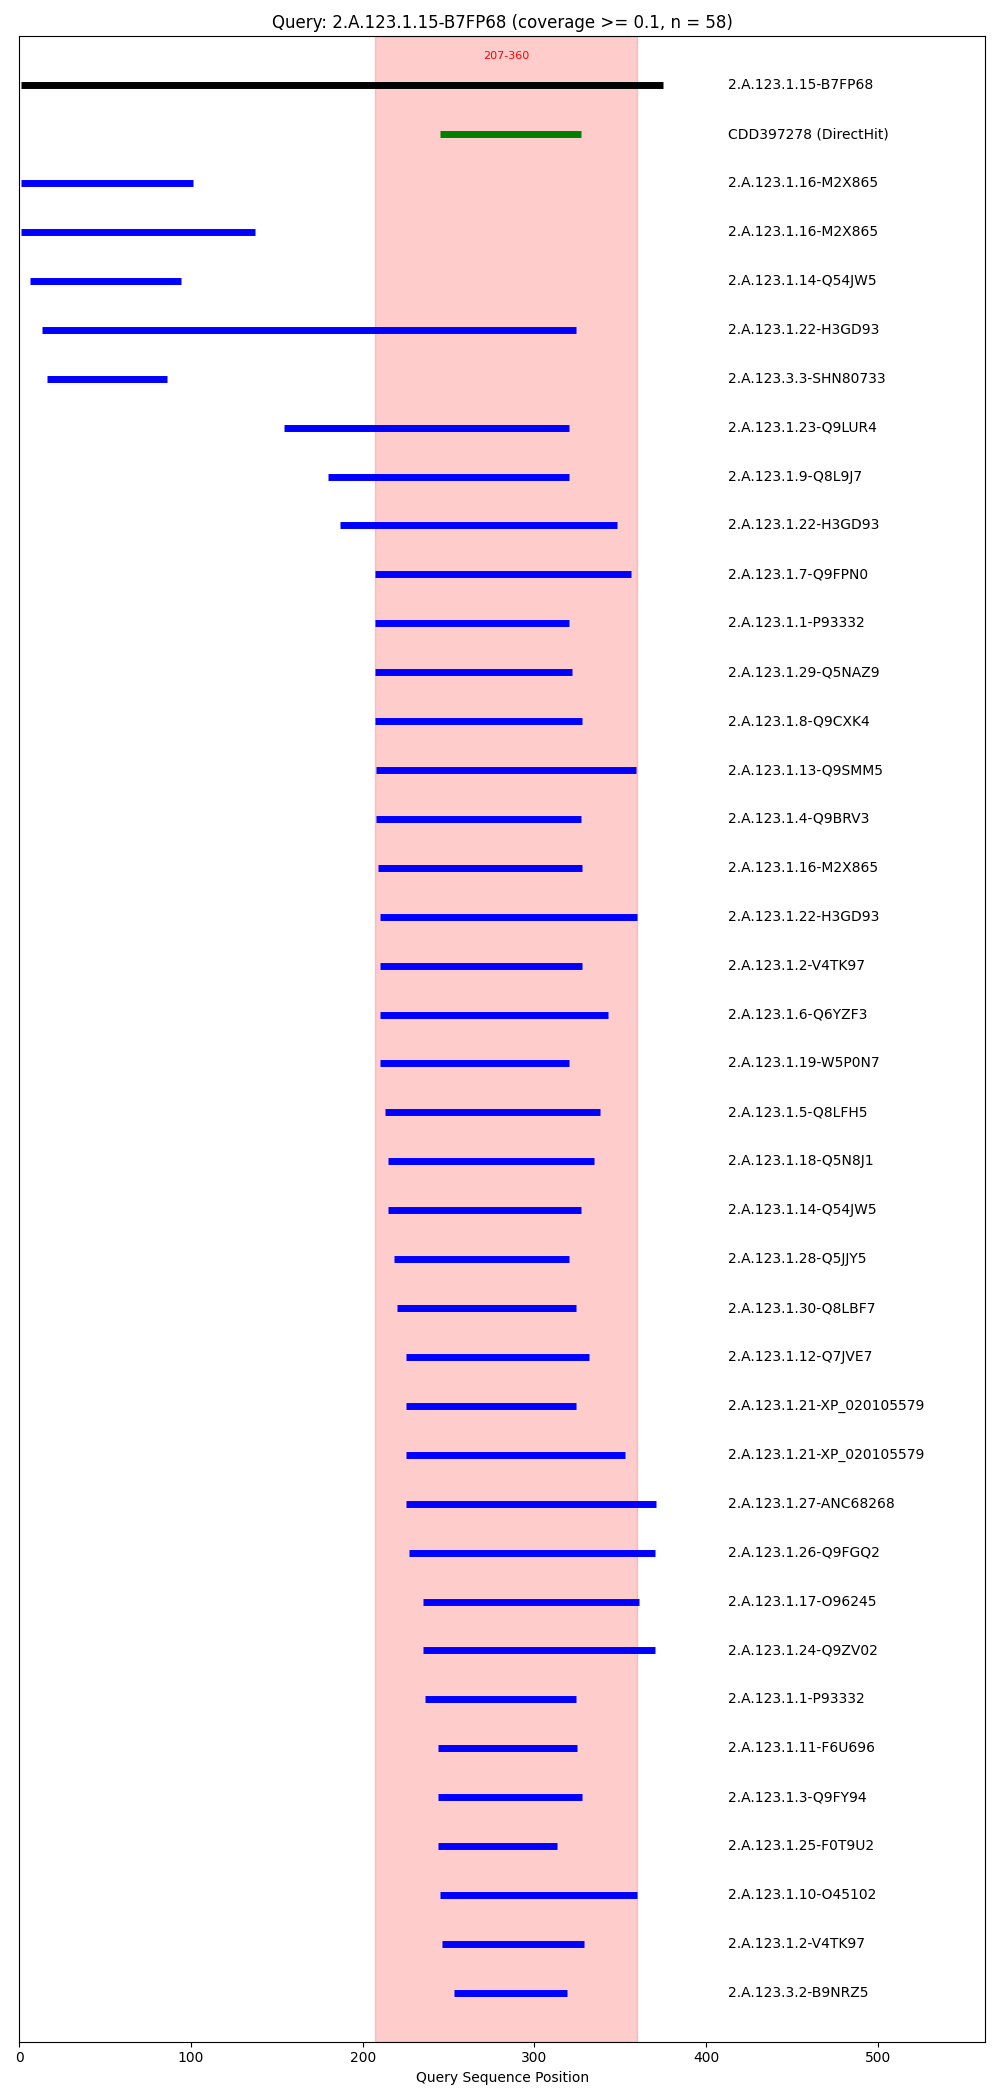 Query: 2.A.123.1.15-B7FP68 (coverage >= 0.1, n = 58)
207-360
2.A.123.1.15-B7FP68
CDD397278 (DirectHit)
2.A.123.1.16-M2X865
2.A.123.1.16-M2X865
2.A.123.1.14-Q54JW5
2.A.123.1.22-H3GD93
2.A.123.3.3-SHN80733
2.A.123.1.23-Q9LUR4
2.A.123.1.9-Q8L9J7
2.A.123.1.22-H3GD93
2.A.123.1.7-Q9FPN0
2.A.123.1.1-P93332
2.A.123.1.29-Q5NAZ9
2.A.123.1.8-Q9CXK4
2.A.123.1.13-Q9SMM5
2.A.123.1.4-Q9BRV3
2.A.123.1.16-M2X865
2.A.123.1.22-H3GD93
2.A.123.1.2-V4TK97
2.A.123.1.6-Q6YZF3
2.A.123.1.19-W5P0N7
2.A.123.1.5-Q8LFH5
2.A.123.1.18-Q5N8J1
2.A.123.1.14-Q54JW5
2.A.123.1.28-Q5JJY5
2.A.123.1.30-Q8LBF7
2.A.123.1.12-Q7JVE7
2.A.123.1.21-XP_020105579
2.A.123.1.21-XP_020105579
2.A.123.1.27-ANC68268
2.A.123.1.26-Q9FGQ2
2.A.123.1.17-O96245
2.A.123.1.24-Q9ZV02
2.A.123.1.1-P93332
2.A.123.1.11-F6U696
2.A.123.1.3-Q9FY94
2.A.123.1.25-F0T9U2
2.A.123.1.10-O45102
2.A.123.1.2-V4TK97
2.A.123.3.2-B9NRZ5
0 100 200 300 400 500
Query Sequence Position